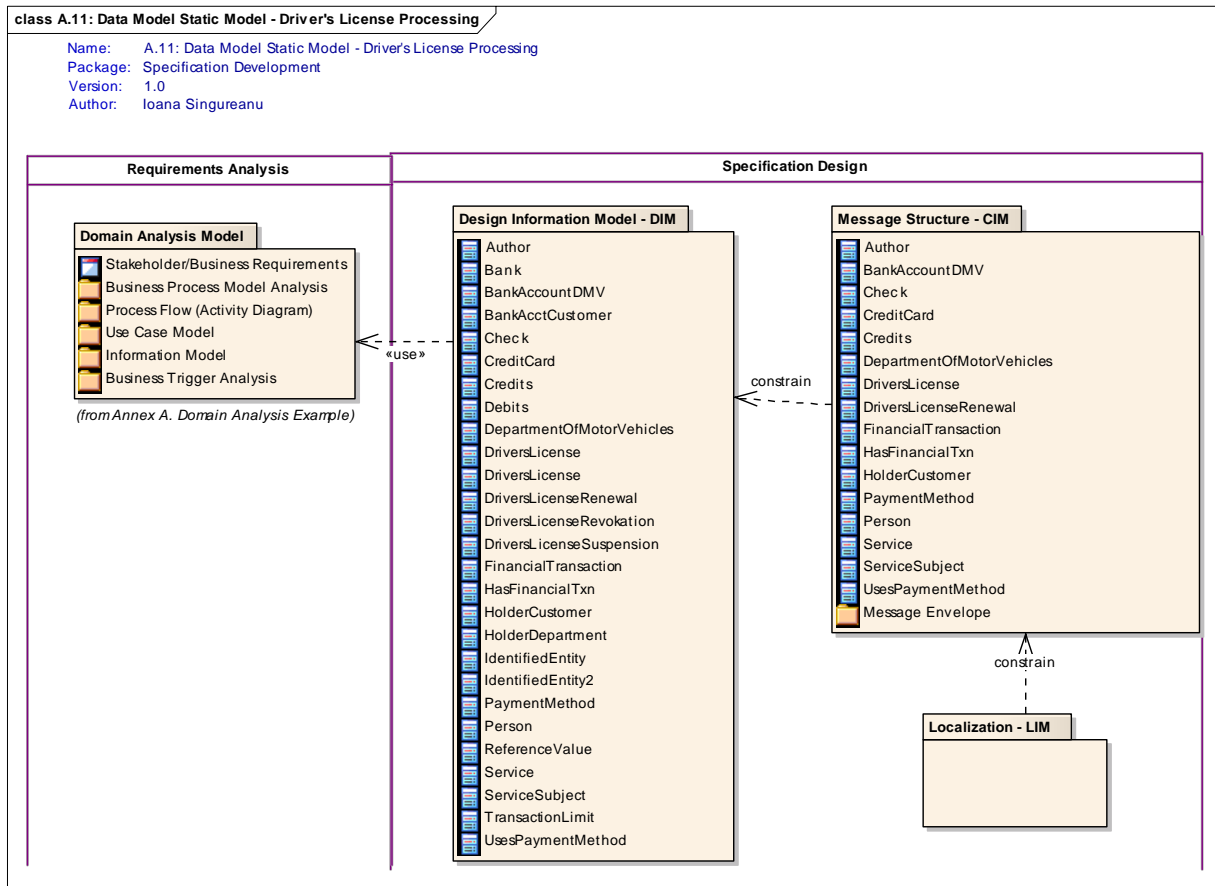 class A.11: Data Model Static Model - Driver's License Processing
Name: A.11: Data Model Static Model - Driver's License Processing
Package: Specification Development
Version: 1.0
Author: Ioana Singureanu
Requirements Analysis
Specification Design
Domain Analysis Model
Stakeholder/Business Requirements
Business Process Model Analysis
Process Flow (Activity Diagram)
Use Case Model
Information Model
Business Trigger Analysis
(from Annex A. Domain Analysis Example)
«use»
Design Information Model - DIM
Author
Bank
BankAccountDMV
BankAcctCustomer
Check
CreditCard
Credits
Debits
DepartmentOfMotorVehicles
DriversLicense
DriversLicense
DriversLicenseRenewal
DriversLicenseRevokation
DriversLicenseSuspension
FinancialTransaction
HasFinancialTxn
HolderCustomer
HolderDepartment
IdentifiedEntity
IdentifiedEntity2
PaymentMethod
Person
ReferenceValue
Service
ServiceSubject
TransactionLimit
UsesPaymentMethod
constrain
Message Structure - CIM
Author
BankAccountDMV
Check
CreditCard
Credits
DepartmentOfMotorVehicles
DriversLicense
DriversLicenseRenewal
FinancialTransaction
HasFinancialTxn
HolderCustomer
PaymentMethod
Person
Service
ServiceSubject
UsesPaymentMethod
Message Envelope
constrain
Localization - LIM